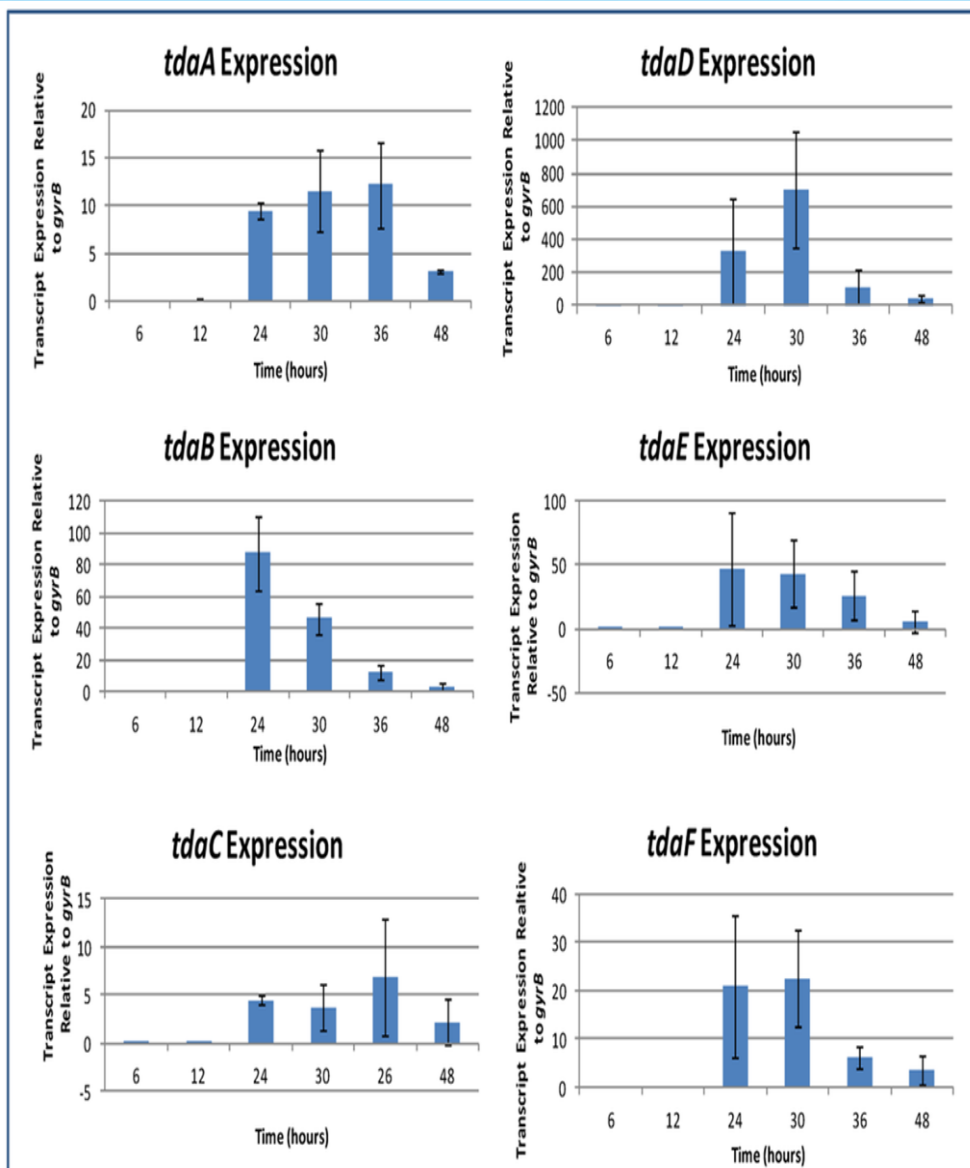 tdaA Expression
Transcript Expression Relative
to gyrB
20
15
10
5
0
6 12 24 30 36 48
Time (hours)
tdaD Expression
Transcript Expression Relative
to gyrB
1200
1000
800
600
400
200
0
6 12 24 30 36 48
Time (hours)
tdaB Expression
Transcript Expression Relative
to gyrB
120
100
80
60
40
20
0
6 12 24 30 36 48
Time (hours)
tdaE Expression
Transcript Expression
Relative to gyrB
100
50
0
-50
6 12 24 30 36 48
Time (hours)
tdaC Expression
Transcript Expression
Relative to gyrB
15
10
5
0
-5
6 12 24 30 26 48
Time (hours)
tdaF Expression
Transcript Expression Realtive
to gyrB
40
30
20
10
0
6 12 24 30 36 48
Time (hours)